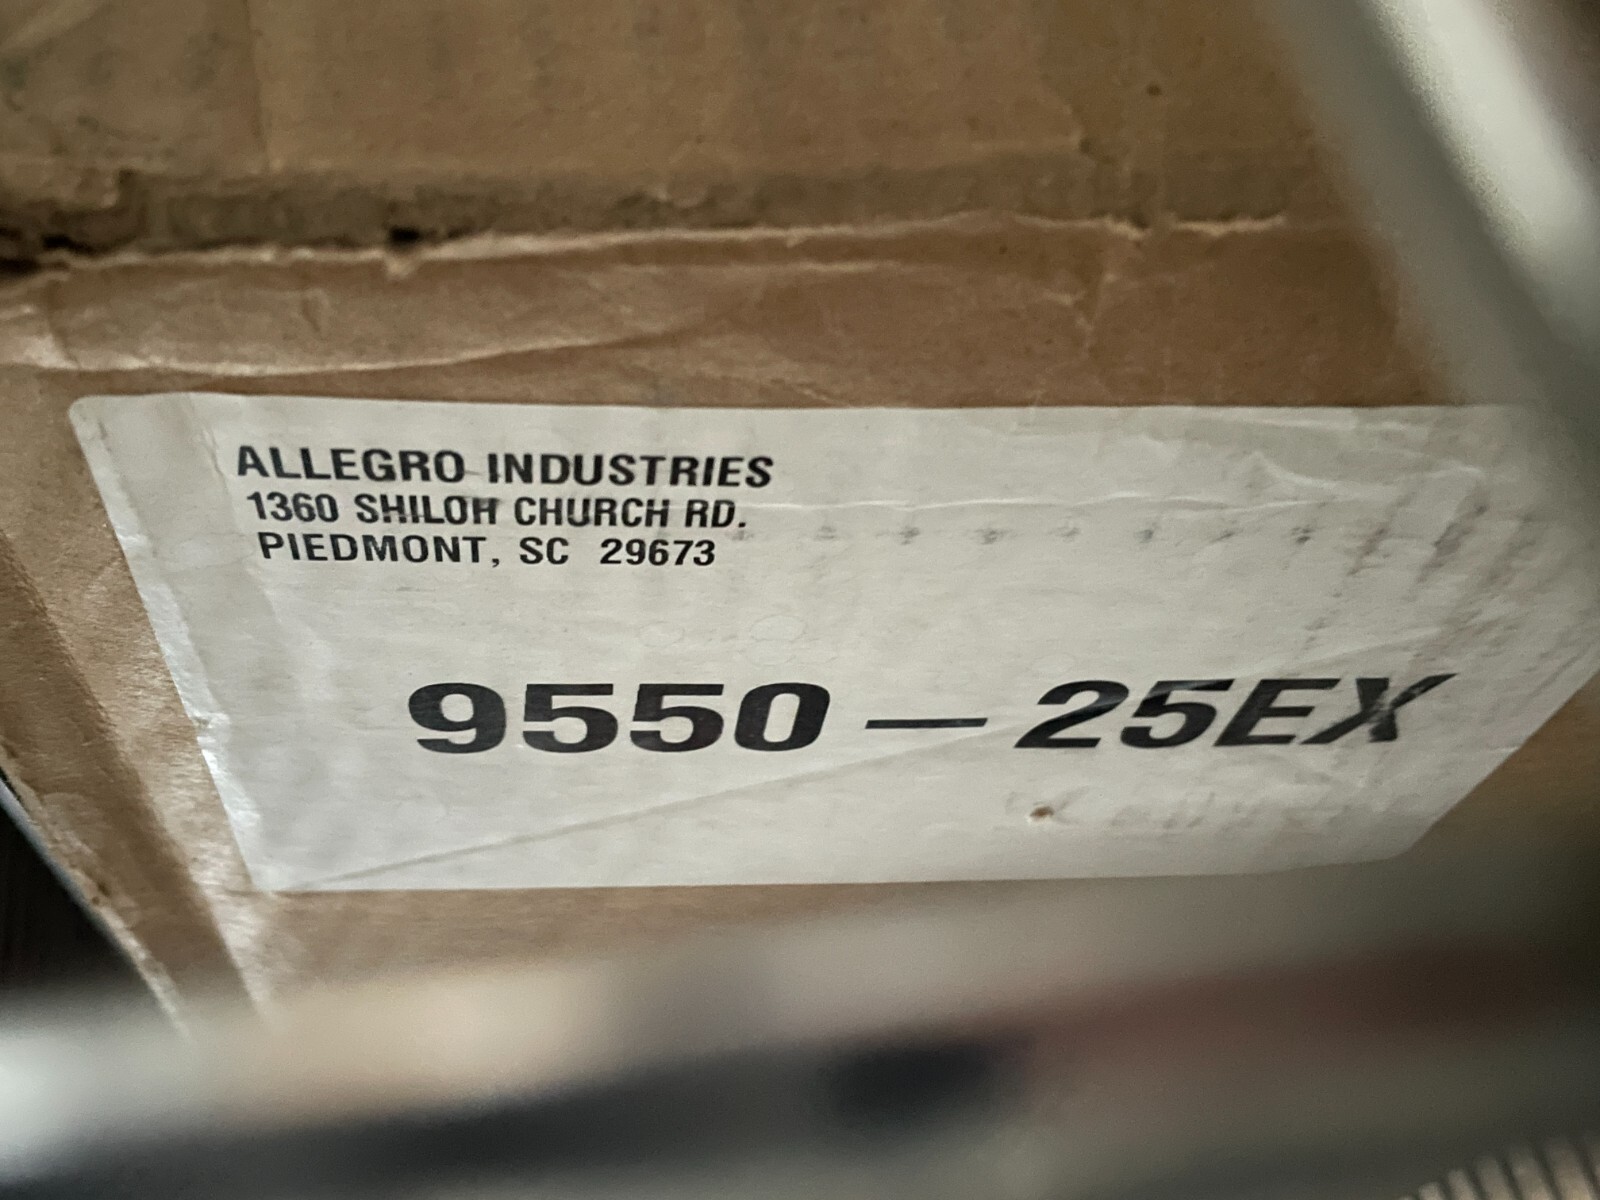 ALLEGRO INDUSTRIES
1360 SHILOH CHURCH RD.
PIEDMONT, SC 29673
9550-25EX